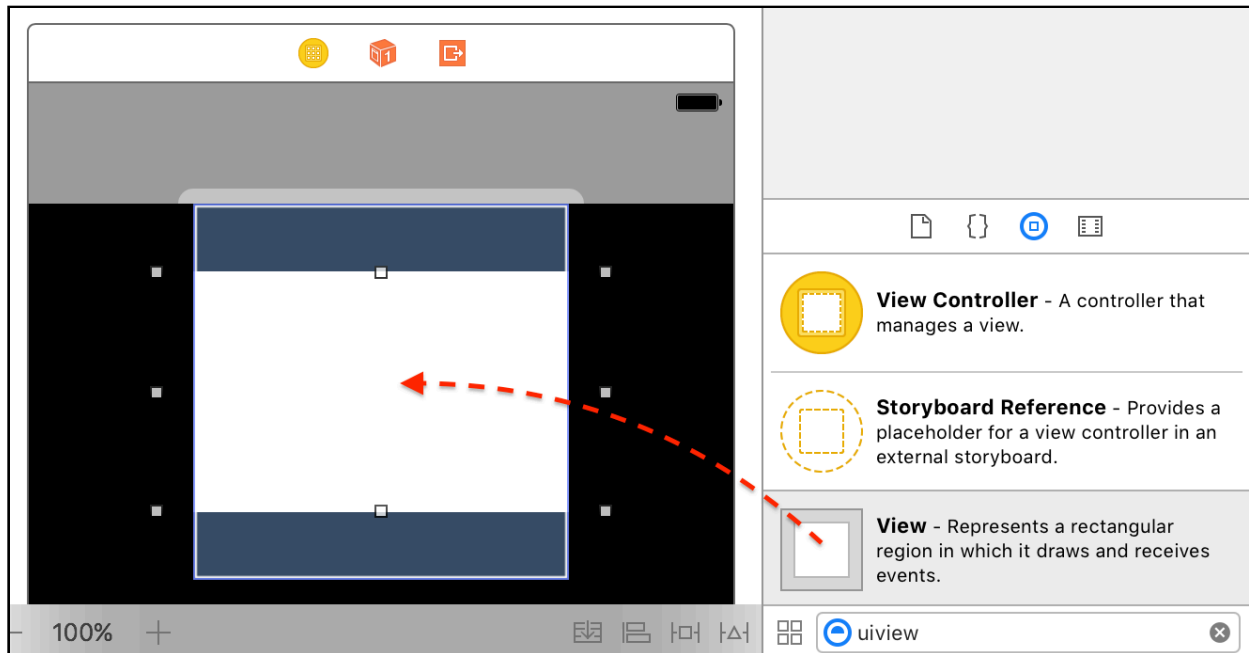 View Controller - A controller that
manages a view.
Storyboard Reference - Provides a
placeholder for a view controller in an
external storyboard.
View - Represents a rectangular
region in which it draws and receives
events.
100%
uiview